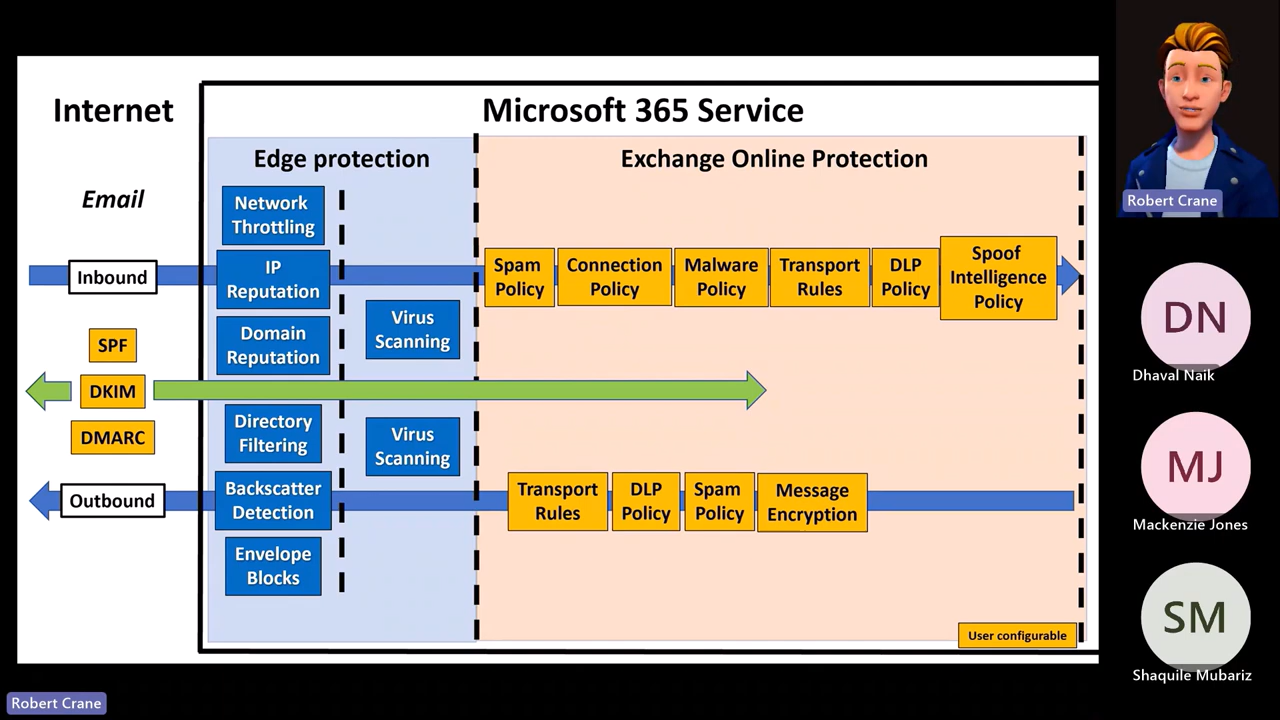 Internet
Microsoft 365 Service
Edge protection
Exchange Online Protection
Email
Network
Throttling
Inbound
IP
Reputation
Spam
Policy
Connection
Policy
Malware
Policy
Transport
Rules
DLP
Policy
Spoof
Intelligence
Policy
Domain
Reputation
Virus
Scanning
SPF
DKIM
DMARC
Directory
Filtering
Virus
Scanning
Outbound
Backscatter
Detection
Transport
Rules
DLP
Policy
Spam
Policy
Message
Encryption
Envelope
Blocks
User configurable
Robert Crane
DN
Dhaval Naik
MJ
Mackenzie Jones
SM
Shaquile Mubariz
Robert Crane